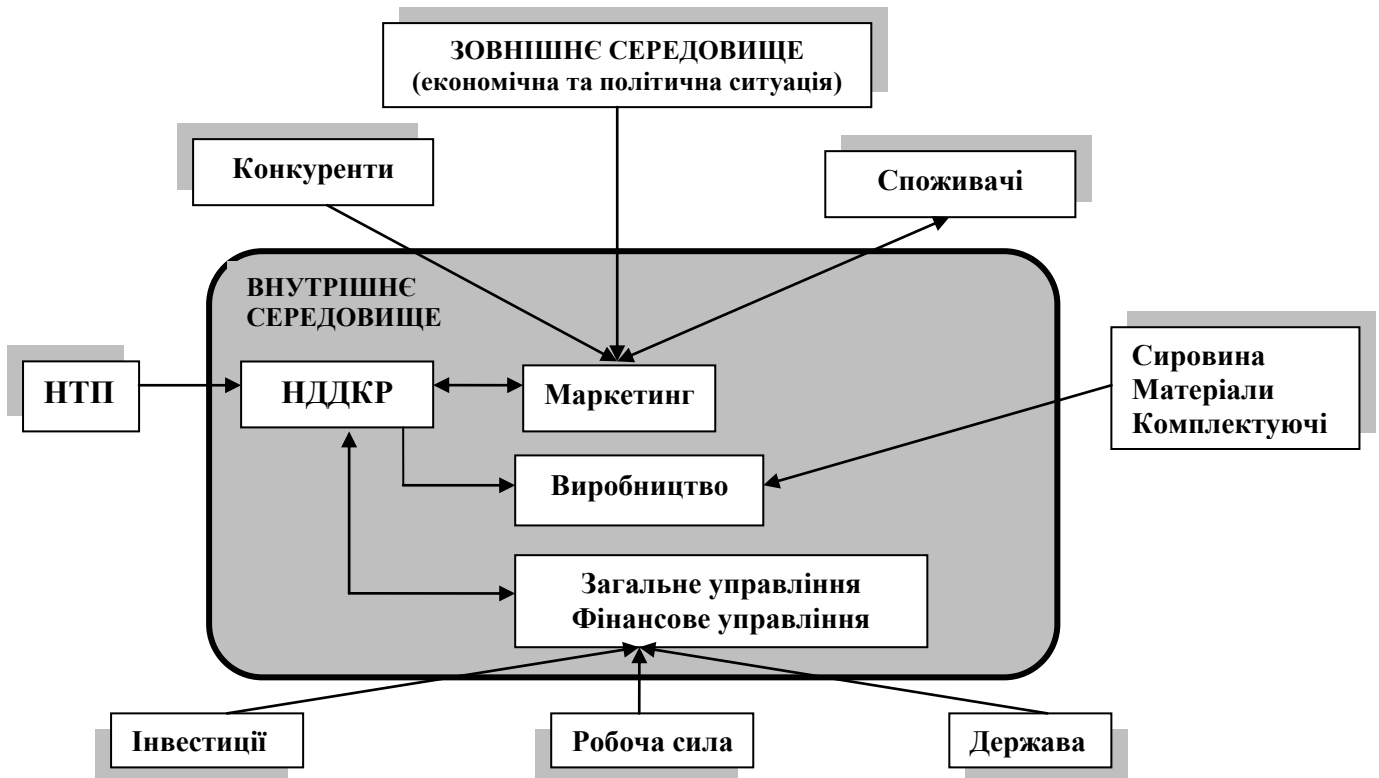 ЗОВНІШНЄ СЕРЕДОВИЩЕ
(економічна та політична ситуація)
Конкуренти
Споживачі
ВНУТРІШНЄ
СЕРЕДОВИЩЕ
НТП
НДДКР
Маркетинг
Сировина
Матеріали
Комплектуючі
Виробництво
Загальне управління
Фінансове управління
Інвестиції
Робоча сила
Держава